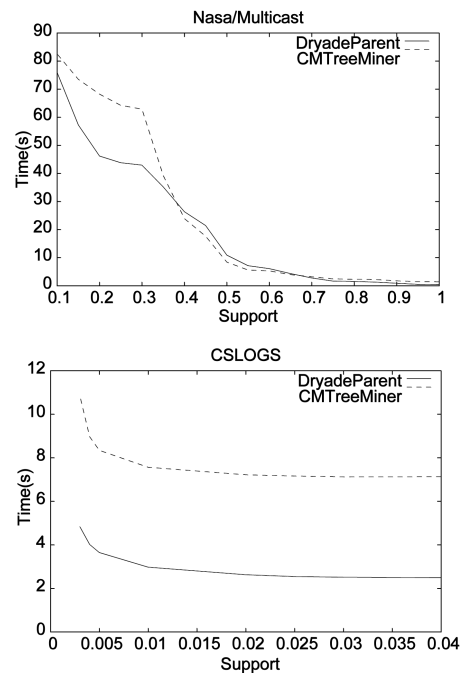 Nasa/Multicast
DryadeParent
CMTreeMiner
Time(s)
90
80
70
60
50
40
30
20
10
0
0.1 0.2 0.3 0.4 0.5 0.6 0.7 0.8 0.9 1
Support
CSLOGS
DryadeParent
CMTreeMiner
Time(s)
12
10
8
6
4
2
0
0 0.005 0.01 0.015 0.02 0.025 0.03 0.035 0.04
Support